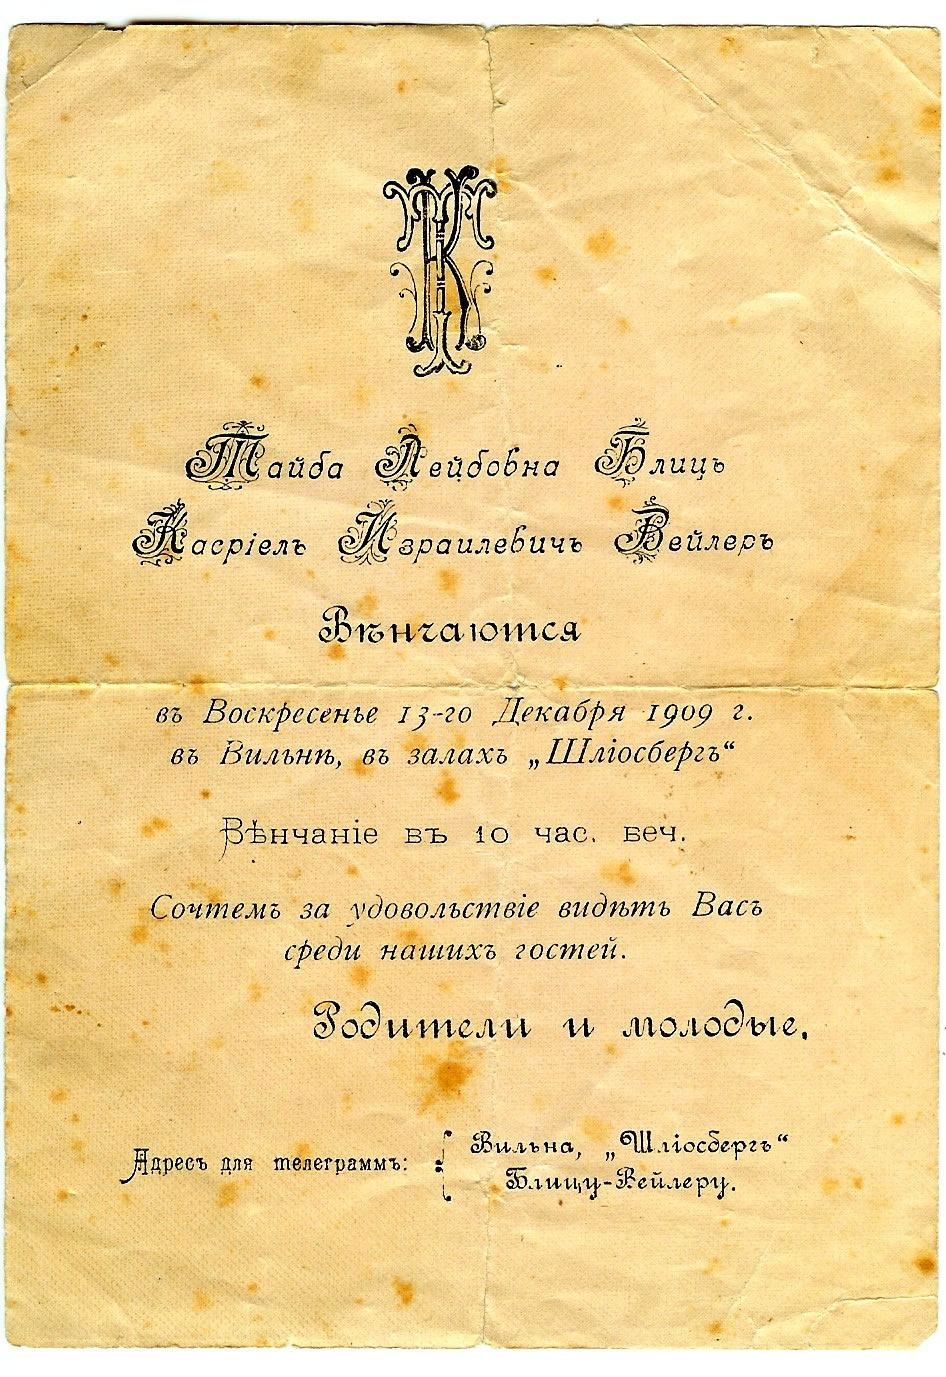 ТК
Тайба Лейбовна Блицъ
Касріель Израилевичъ Вейлеръ
Вѣнчаются
въ Воскресенье 13-го Декабря 1909 г.
въ Вильнѣ, въ залахъ „Шліосбергъ“
Вѣнчаніе въ 10 час. веч.
Сочтемъ за удовольствіе видѣть Васъ
среди нашихъ гостей.
Родители и молодые.
Адресъ для телеграммъ: { Вильна, „Шліосбергъ“
Блицу-Вейлеру.